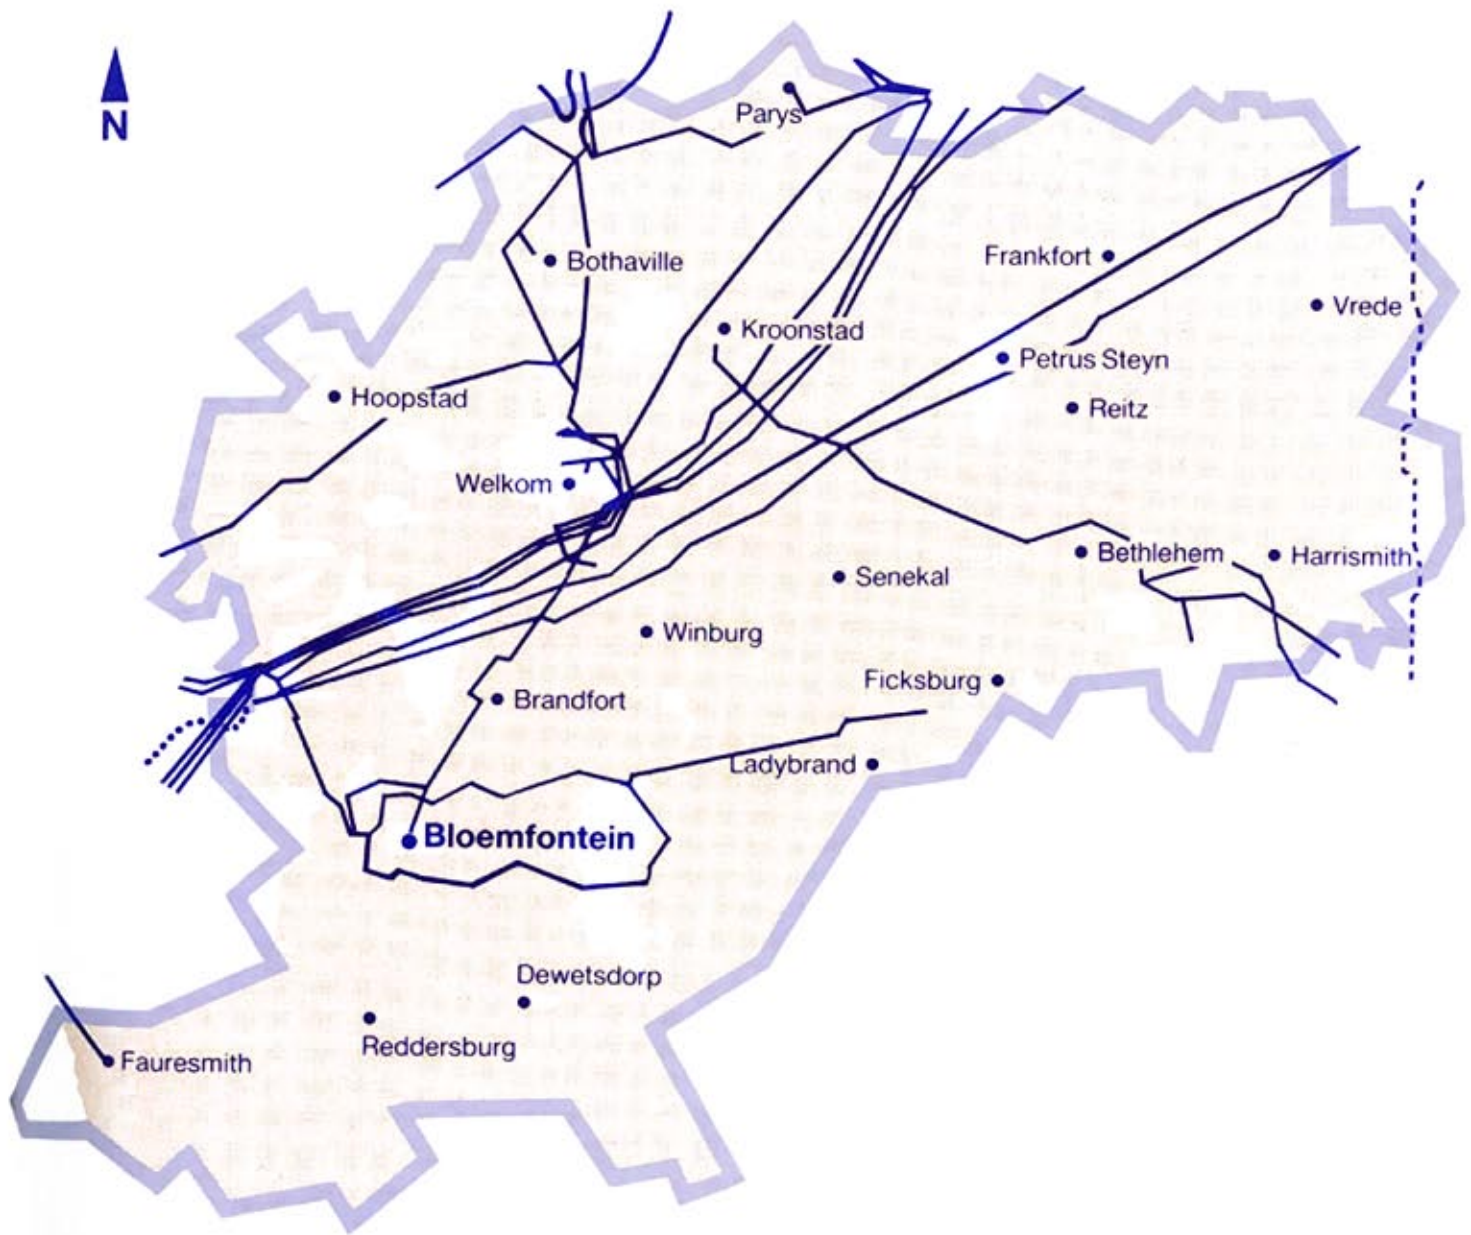 N
Parys
Bothaville
Frankfort
Vrede
Kroonstad
Petrus Steyn
Hoopstad
Reitz
Welkom
Bethlehem
Harrismith
Senekal
Winburg
Ficksburg
Brandfort
Ladybrand
Bloemfontein
Dewetsdorp
Reddersburg
Fauresmith